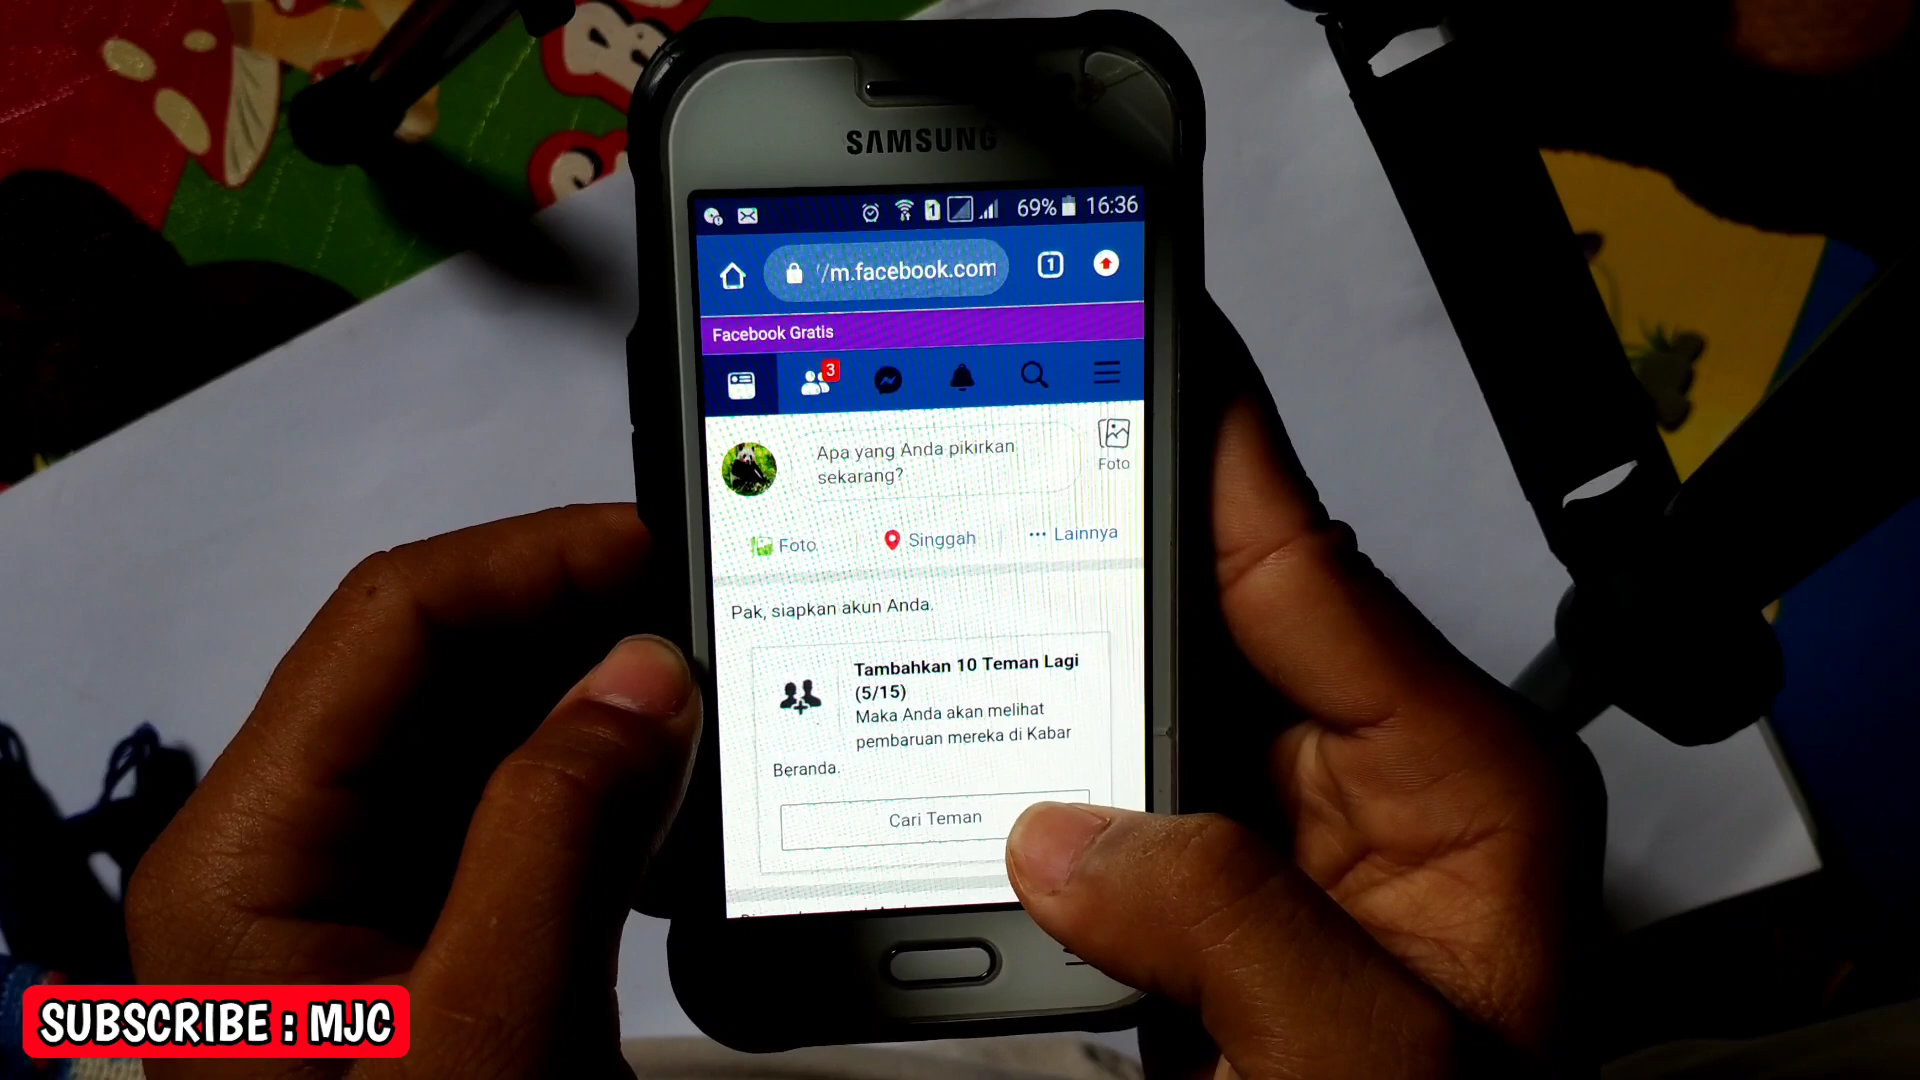 SAMSUNG
1
69% 16:36
/m.facebook.com
1
Facebook Gratis
3
Apa yang Anda pikirkan
sekarang?
Foto
Foto
Singgah
Lainnya
Pak, siapkan akun Anda.
Tambahkan 10 Teman Lagi
(5/15)
Maka Anda akan melihat
pembaruan mereka di Kabar
Beranda.
Cari Teman
SUBSCRIBE : MJC